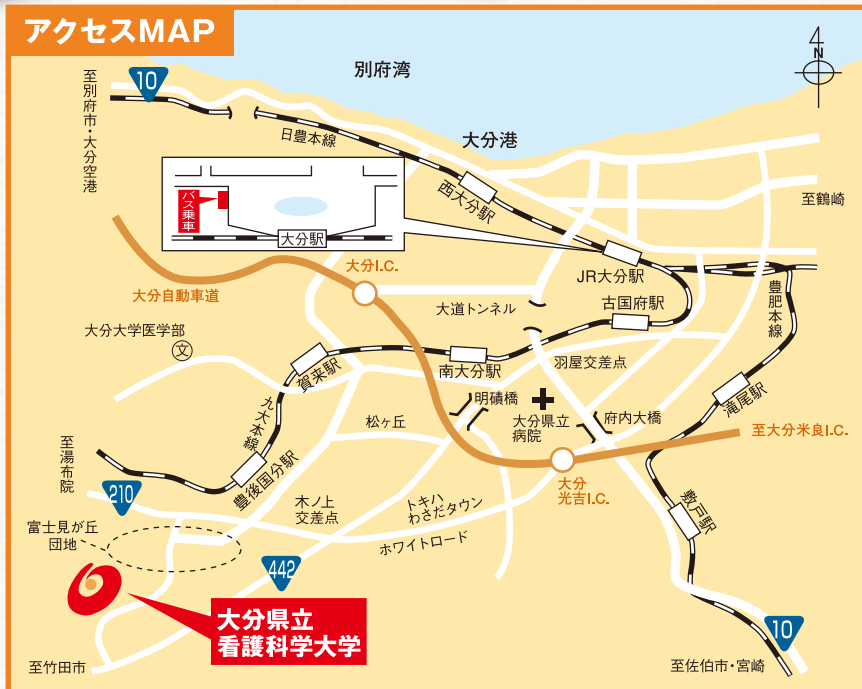 アクセスMAP
N
10
別府湾
至別府市・大分空港
日豊本線
大分港
西大分駅
至鶴崎
バス乗車
大分駅
JR大分駅
大分I.C.
大分自動車道
大道トンネル
古国府駅
豊肥本線
大分大学医学部
文
賀来駅
南大分駅
羽屋交差点
滝尾駅
明磧橋
大分県立
病院
府内大橋
松ヶ丘
九大本線
至大分米良I.C.
至湯布院
豊後国分駅
大分
光吉I.C.
210
木ノ上
交差点
トキハ
わさだタウン
敷戸駅
富士見が丘
団地
ホワイトロード
442
大分県立
看護科学大学
10
至竹田市
至佐伯市・宮崎